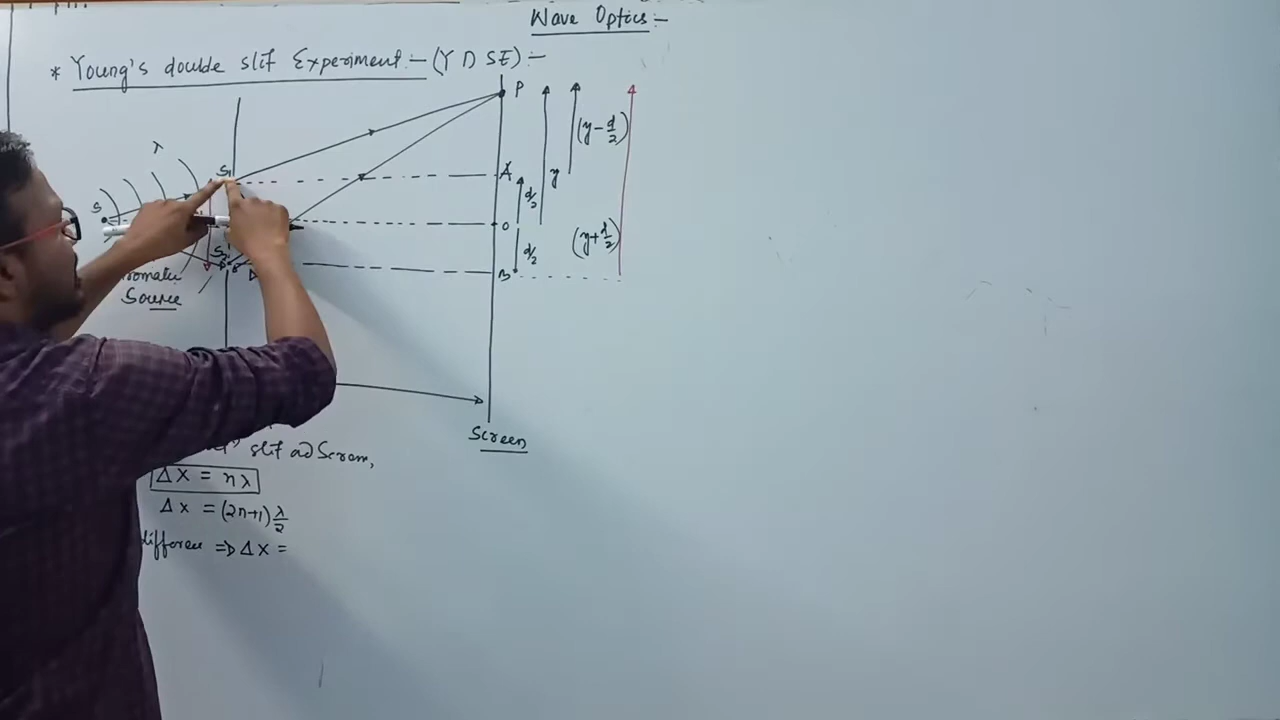 Wave Optics :-
* Young's double slit Experiment :- (Y D SE) :-
P
(y - d/2)
λ
S1
A
d/2
y
S
O
(y + d/2)
S2
d/2
B
Source
Screen
slit ad Screen,
Δx = nλ
Δx = (2n+1) λ/2
differen ⇒ Δx =